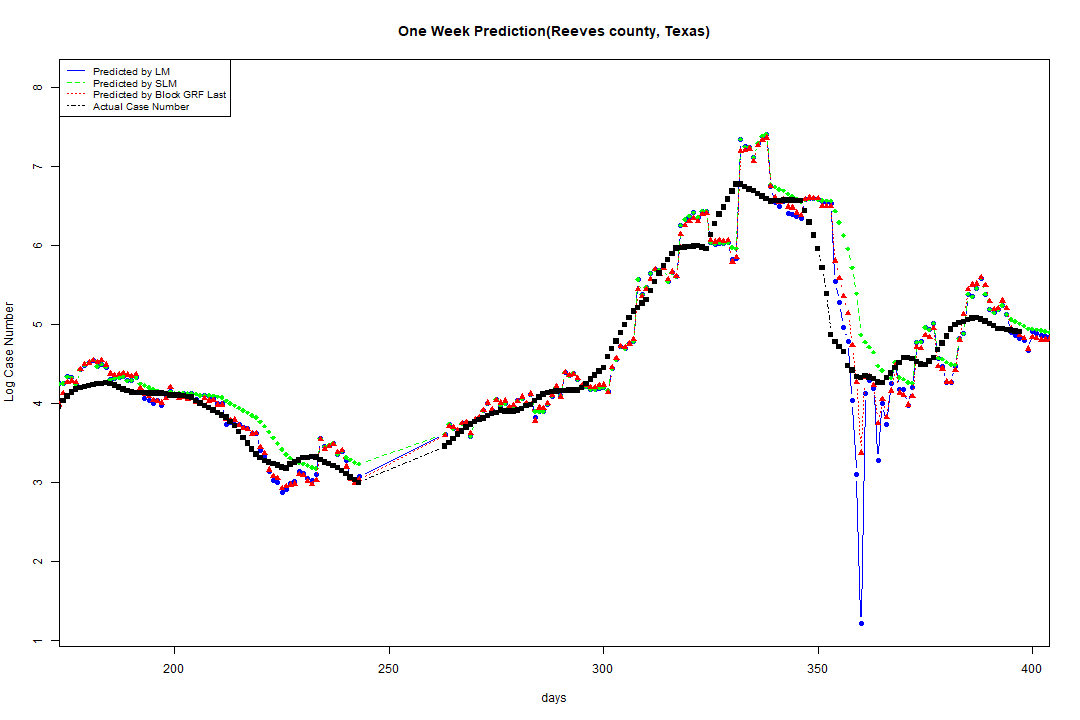 One Week Prediction(Reeves county, Texas)
Predicted by LM
Predicted by SLM
Predicted by Block GRF Last
Actual Case Number
Log Case Number
8
7
6
5
4
3
2
1
200 250 300 350 400
days